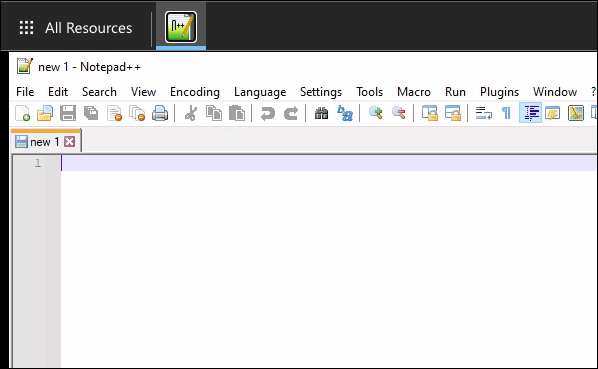 All Resources
new 1 - Notepad++
File Edit Search View Encoding Language Settings Tools Macro Run Plugins Window ?
new 1
1